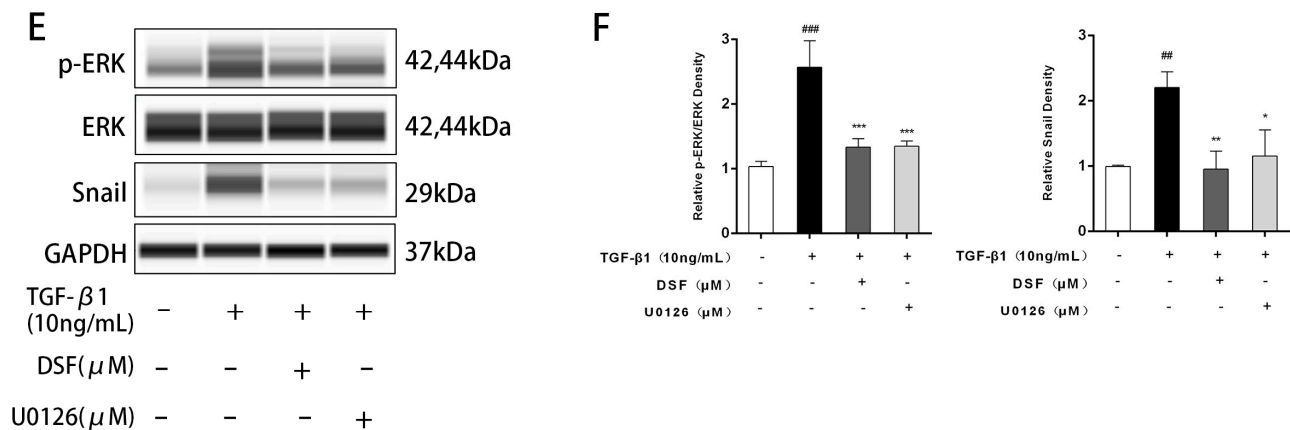 E
p-ERK 42,44kDa
ERK 42,44kDa
Snail 29kDa
GAPDH 37kDa
TGF-β1
(10ng/mL) - + + +
DSF(μM) - - + -
U0126(μM) - - - +
F
Relative p-ERK/ERK Density
3
2
1
0
###
***
***
TGF-β1 (10ng/mL) - + + +
DSF (μM) - - + -
U0126 (μM) - - - +
Relative Snail Density
3
2
1
0
##
**
*
TGF-β1 (10ng/mL) - + + +
DSF (μM) - - + -
U0126 (μM) - - - +